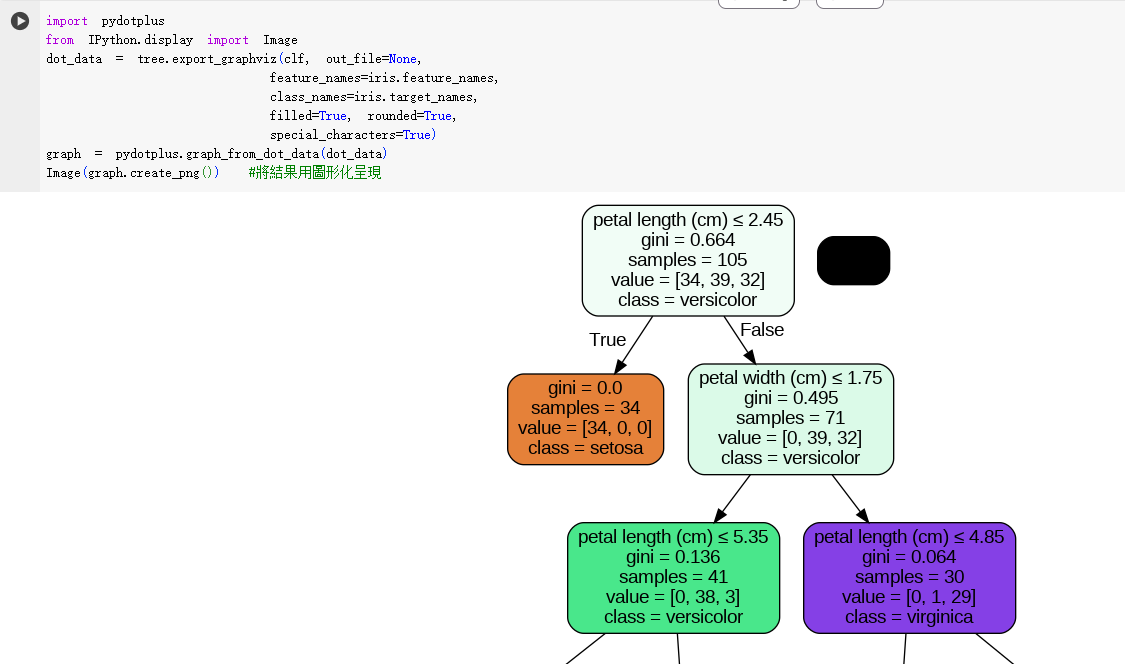 import pydotplus
from IPython.display import Image
dot_data = tree.export_graphviz(clf, out_file=None,
feature_names=iris.feature_names,
class_names=iris.target_names,
filled=True, rounded=True,
special_characters=True)
graph = pydotplus.graph_from_dot_data(dot_data)
Image(graph.create_png()) #將結果用圖形化呈現
petal length (cm) ≤ 2.45
gini = 0.664
samples = 105
value = [34, 39, 32]
class = versicolor
True
False
gini = 0.0
samples = 34
value = [34, 0, 0]
class = setosa
petal width (cm) ≤ 1.75
gini = 0.495
samples = 71
value = [0, 39, 32]
class = versicolor
petal length (cm) ≤ 5.35
gini = 0.136
samples = 41
value = [0, 38, 3]
class = versicolor
petal length (cm) ≤ 4.85
gini = 0.064
samples = 30
value = [0, 1, 29]
class = virginica